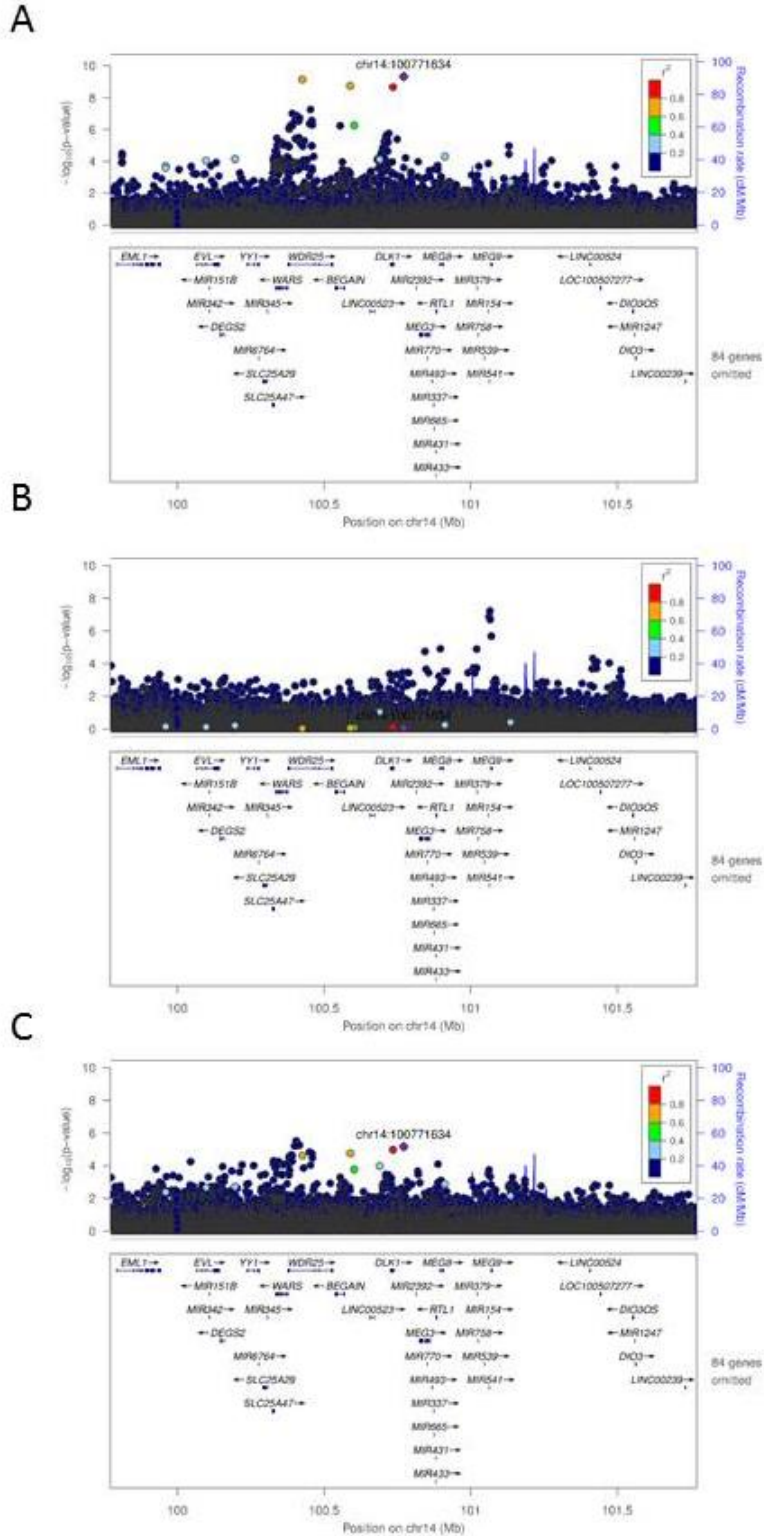 A
chr14:100771634
r²
10
8
6
4
2
0
−log₁₀(p−value)
100
80
60
40
20
0
Recombination rate (cM/Mb)
0.8
0.6
0.4
0.2
EML1→ EVL→ YY1→ WDR25→ DLK1→ MEG8→ MEG9→ ←LINC00524
←MIR151B ←WARS ←BEGAIN MIR2392→ MIR379→ LOC100507277→
MIR342→ MIR345→ LINC00523→ ←RTL1 MIR154→ ←DIO3OS
←DEGS2 MEG3→ MIR758→ ←MIR1247
MIR6764→ MIR770→ MIR539→ DIO3→
←SLC25A29 MIR493→ MIR541→ LINC00239→
SLC25A47→ MIR337→
MIR665→
MIR431→
MIR433→
84 genes
omitted
100 100.5 101 101.5
Position on chr14 (Mb)
B
r²
10
8
6
4
2
0
−log₁₀(p−value)
100
80
60
40
20
0
Recombination rate (cM/Mb)
0.8
0.6
0.4
0.2
chr14:100771634
EML1→ EVL→ YY1→ WDR25→ DLK1→ MEG8→ MEG9→ ←LINC00524
←MIR151B ←WARS ←BEGAIN MIR2392→ MIR379→ LOC100507277→
MIR342→ MIR345→ LINC00523→ ←RTL1 MIR154→ ←DIO3OS
←DEGS2 MEG3→ MIR758→ ←MIR1247
MIR6764→ MIR770→ MIR539→ DIO3→
←SLC25A29 MIR493→ MIR541→ LINC00239→
SLC25A47→ MIR337→
MIR665→
MIR431→
MIR433→
84 genes
omitted
100 100.5 101 101.5
Position on chr14 (Mb)
C
r²
10
8
6
4
2
0
−log₁₀(p−value)
100
80
60
40
20
0
Recombination rate (cM/Mb)
0.8
0.6
0.4
0.2
chr14:100771634
EML1→ EVL→ YY1→ WDR25→ DLK1→ MEG8→ MEG9→ ←LINC00524
←MIR151B ←WARS ←BEGAIN MIR2392→ MIR379→ LOC100507277→
MIR342→ MIR345→ LINC00523→ ←RTL1 MIR154→ ←DIO3OS
←DEGS2 MEG3→ MIR758→ ←MIR1247
MIR6764→ MIR770→ MIR539→ DIO3→
←SLC25A29 MIR493→ MIR541→ LINC00239→
SLC25A47→ MIR337→
MIR665→
MIR431→
MIR433→
84 genes
omitted
100 100.5 101 101.5
Position on chr14 (Mb)